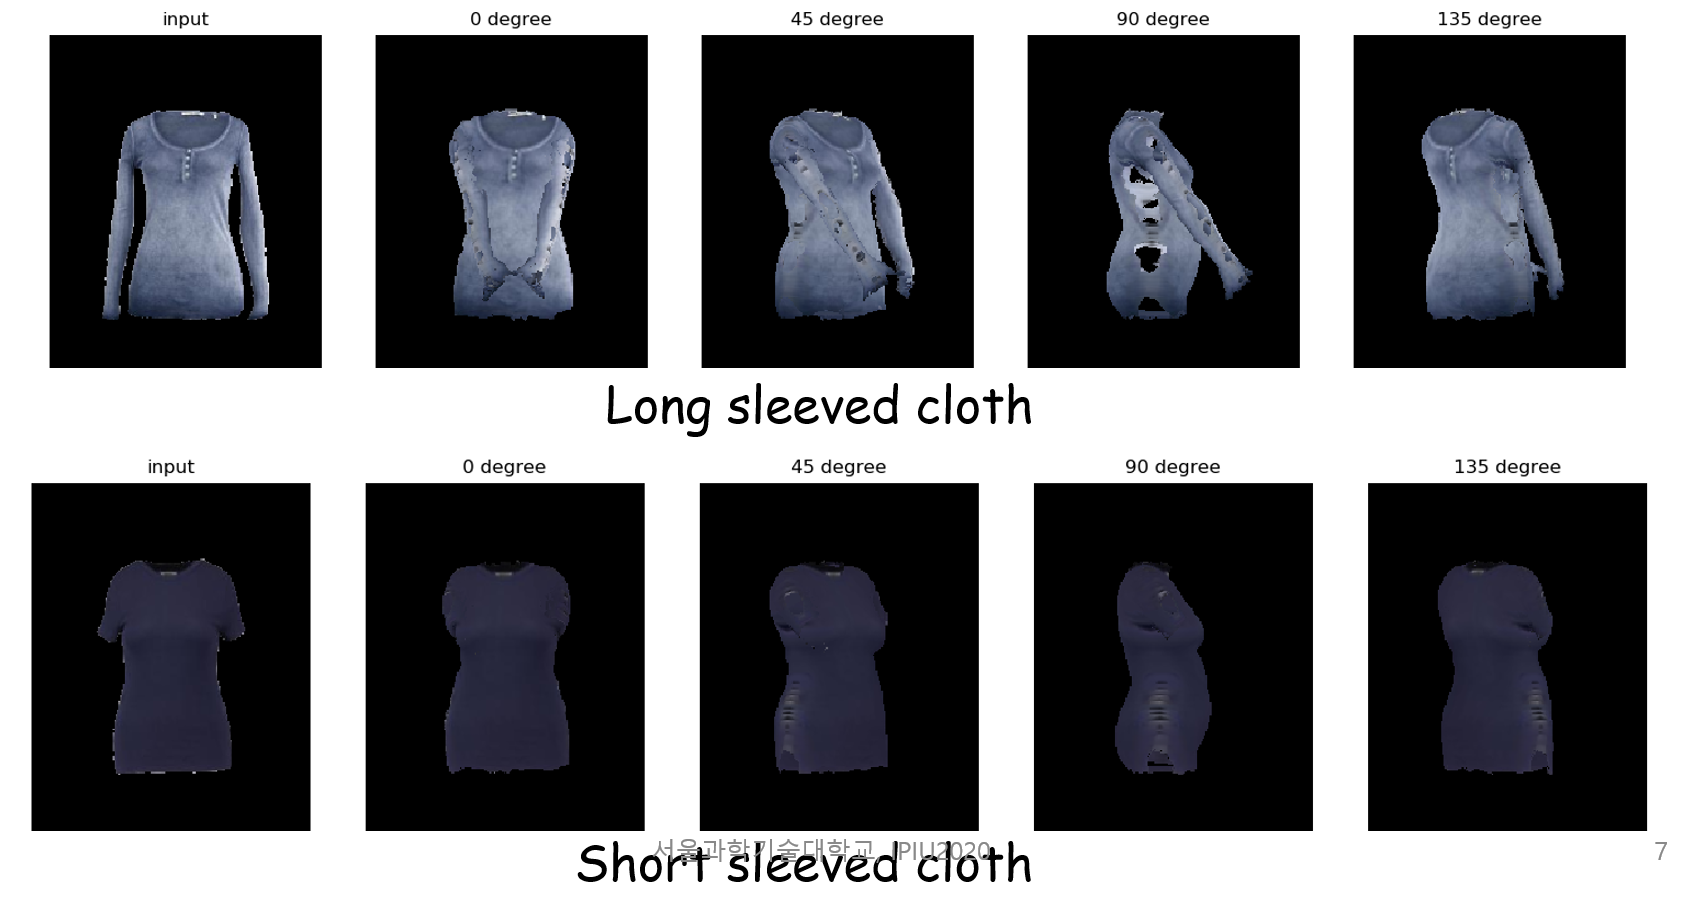 input 0 degree 45 degree 90 degree 135 degree
Long sleeved cloth
input 0 degree 45 degree 90 degree 135 degree
서울과학기술대학교, IPIU2020
7
Short sleeved cloth